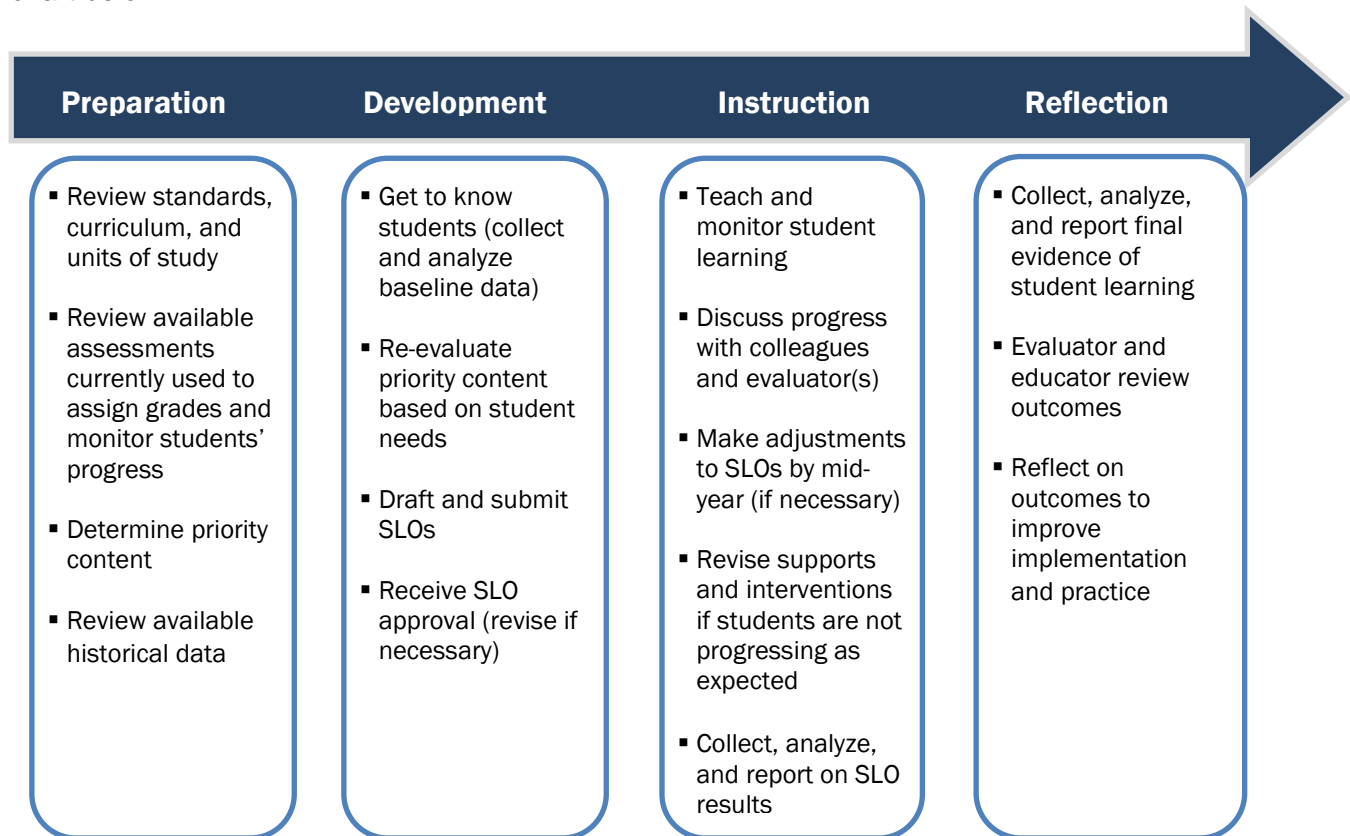 Preparation
Development
Instruction
Reflection
▪ Review standards,
curriculum, and
units of study
▪ Review available
assessments
currently used to
assign grades and
monitor students’
progress
▪ Determine priority
content
▪ Review available
historical data
▪ Get to know
students (collect
and analyze
baseline data)
▪ Re-evaluate
priority content
based on student
needs
▪ Draft and submit
SLOs
▪ Receive SLO
approval (revise if
necessary)
▪ Teach and
monitor student
learning
▪ Discuss progress
with colleagues
and evaluator(s)
▪ Make adjustments
to SLOs by mid-
year (if necessary)
▪ Revise supports
and interventions
if students are not
progressing as
expected
▪ Collect, analyze,
and report on SLO
results
▪ Collect, analyze,
and report final
evidence of
student learning
▪ Evaluator and
educator review
outcomes
▪ Reflect on
outcomes to
improve
implementation
and practice